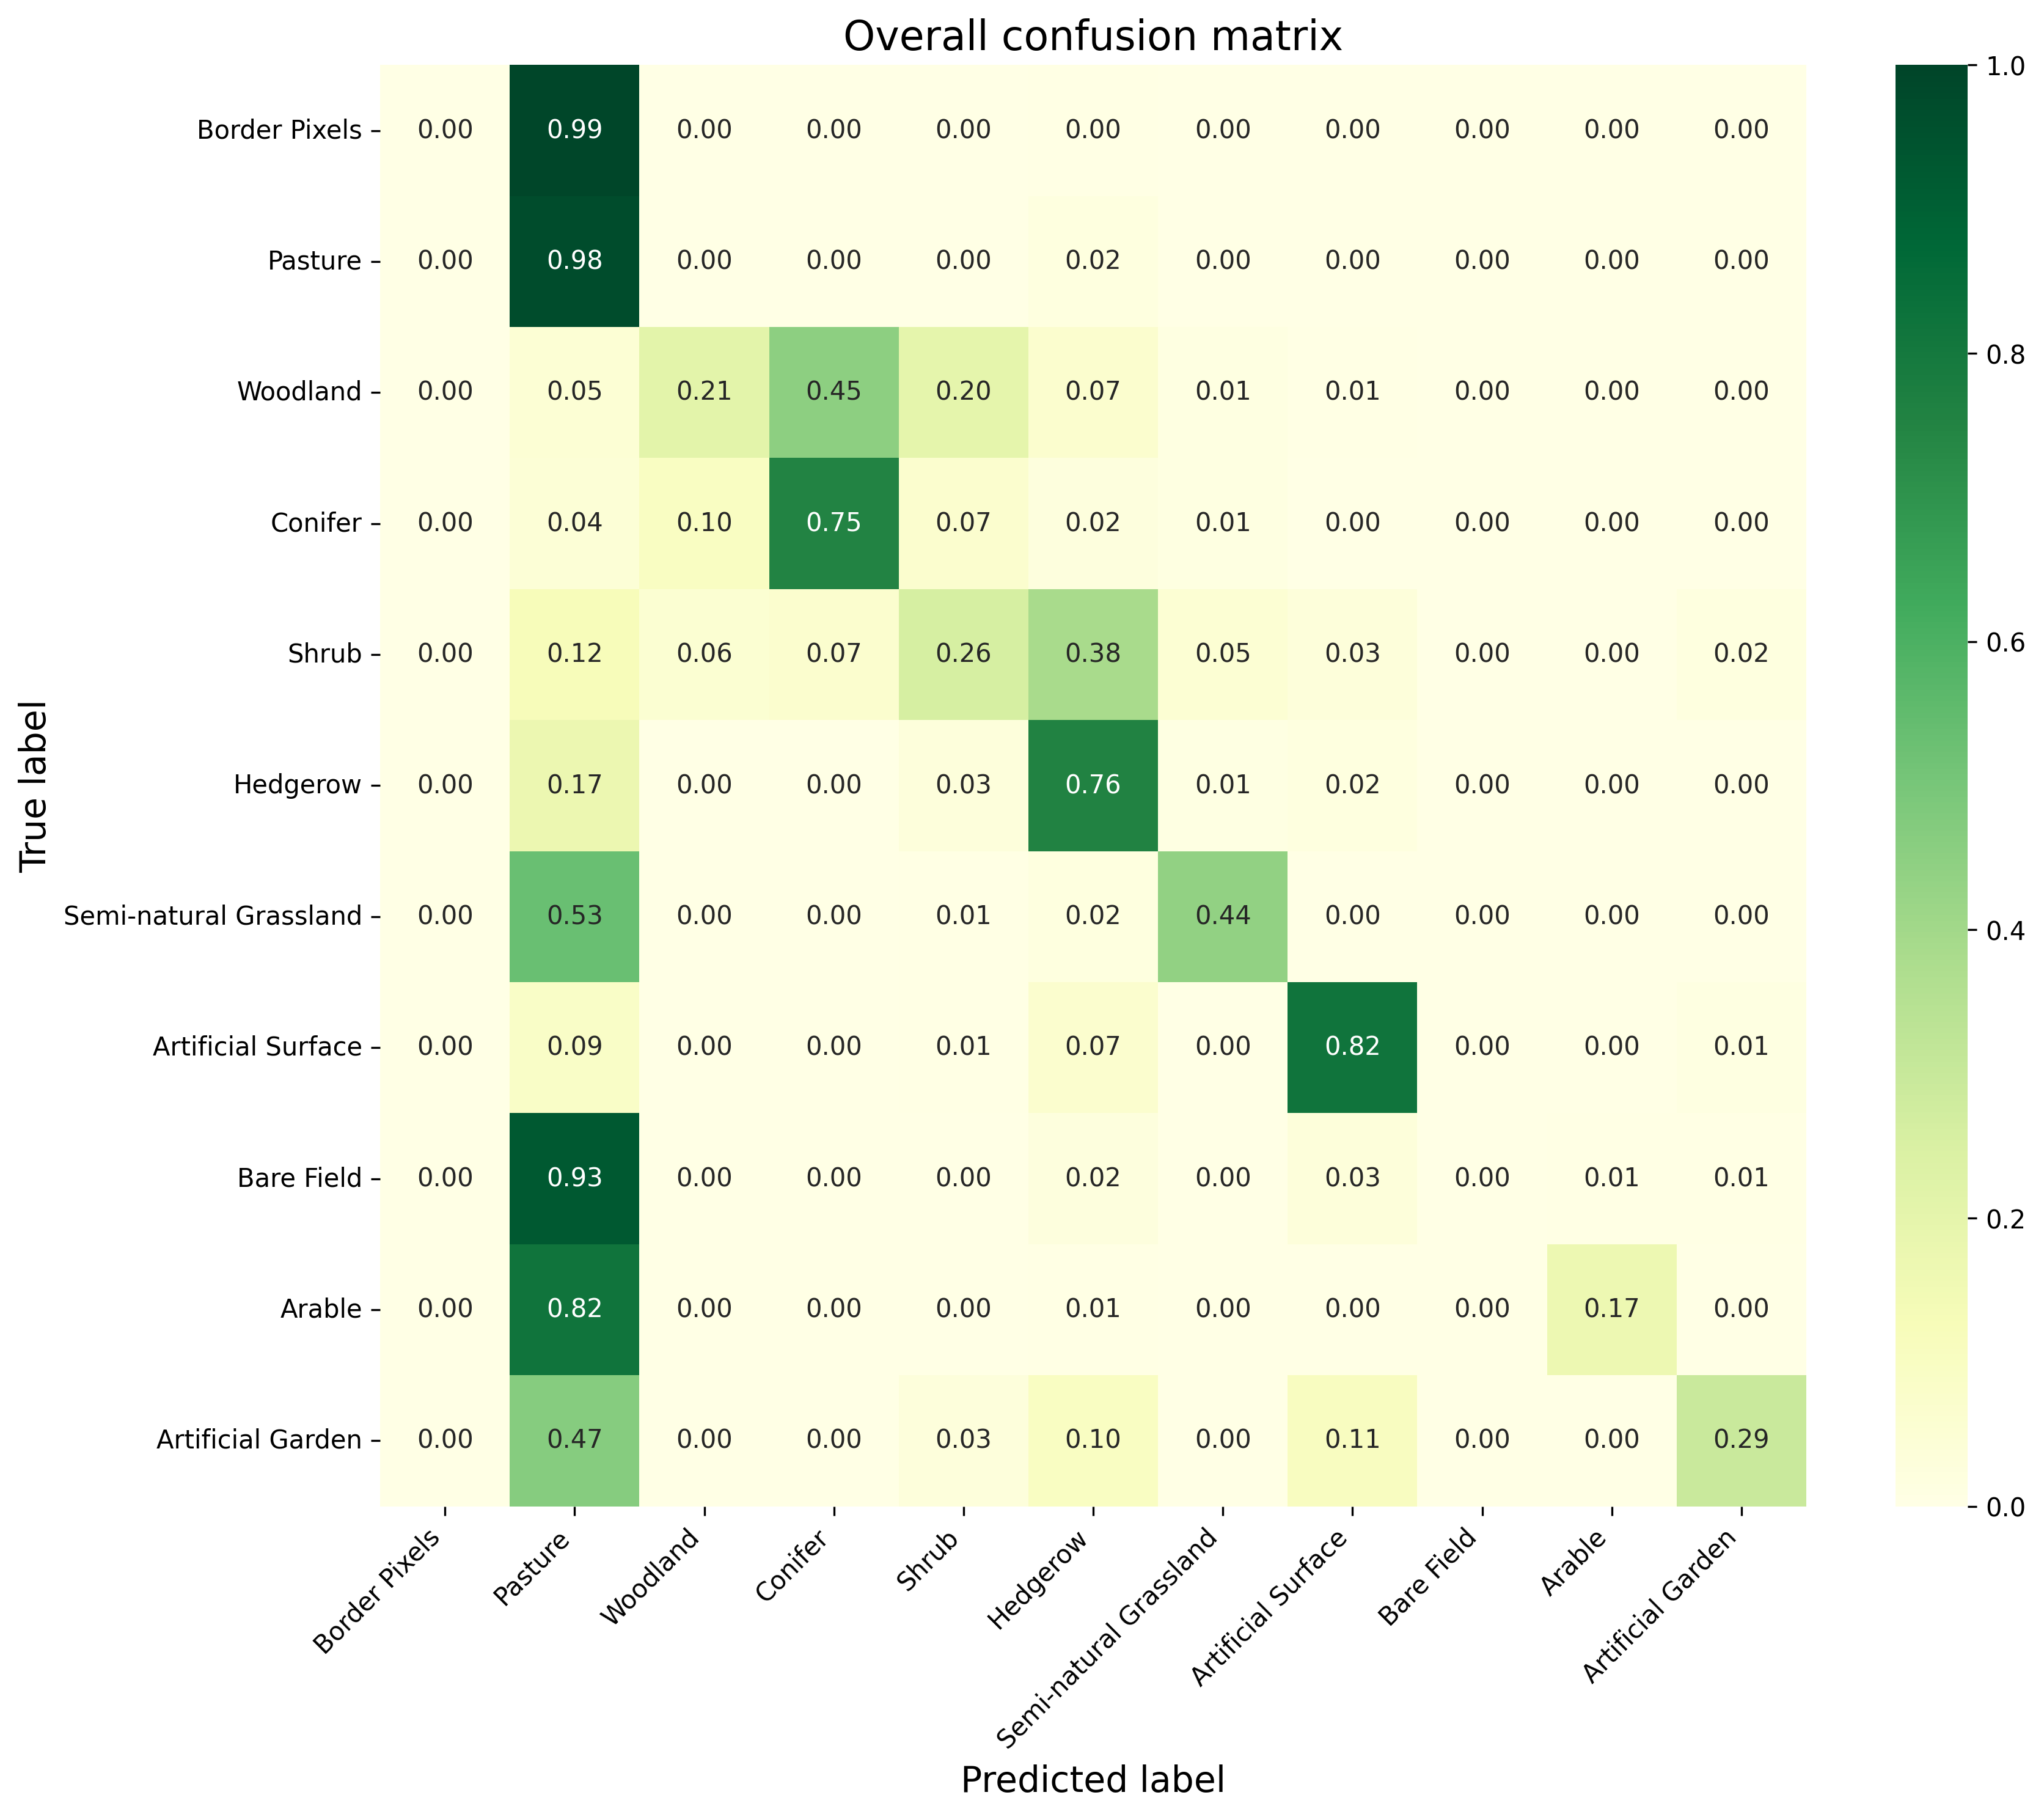 Overall confusion matrix
True label
Border Pixels 0.00 0.99 0.00 0.00 0.00 0.00 0.00 0.00 0.00 0.00 0.00
Pasture 0.00 0.98 0.00 0.00 0.00 0.02 0.00 0.00 0.00 0.00 0.00
Woodland 0.00 0.05 0.21 0.45 0.20 0.07 0.01 0.01 0.00 0.00 0.00
Conifer 0.00 0.04 0.10 0.75 0.07 0.02 0.01 0.00 0.00 0.00 0.00
Shrub 0.00 0.12 0.06 0.07 0.26 0.38 0.05 0.03 0.00 0.00 0.02
Hedgerow 0.00 0.17 0.00 0.00 0.03 0.76 0.01 0.02 0.00 0.00 0.00
Semi-natural Grassland 0.00 0.53 0.00 0.00 0.01 0.02 0.44 0.00 0.00 0.00 0.00
Artificial Surface 0.00 0.09 0.00 0.00 0.01 0.07 0.00 0.82 0.00 0.00 0.01
Bare Field 0.00 0.93 0.00 0.00 0.00 0.02 0.00 0.03 0.00 0.01 0.01
Arable 0.00 0.82 0.00 0.00 0.00 0.01 0.00 0.00 0.00 0.17 0.00
Artificial Garden 0.00 0.47 0.00 0.00 0.03 0.10 0.00 0.11 0.00 0.00 0.29
Border Pixels
Pasture
Woodland
Conifer
Shrub
Hedgerow
Semi-natural Grassland
Artificial Surface
Bare Field
Arable
Artificial Garden
Predicted label
1.0
0.8
0.6
0.4
0.2
0.0